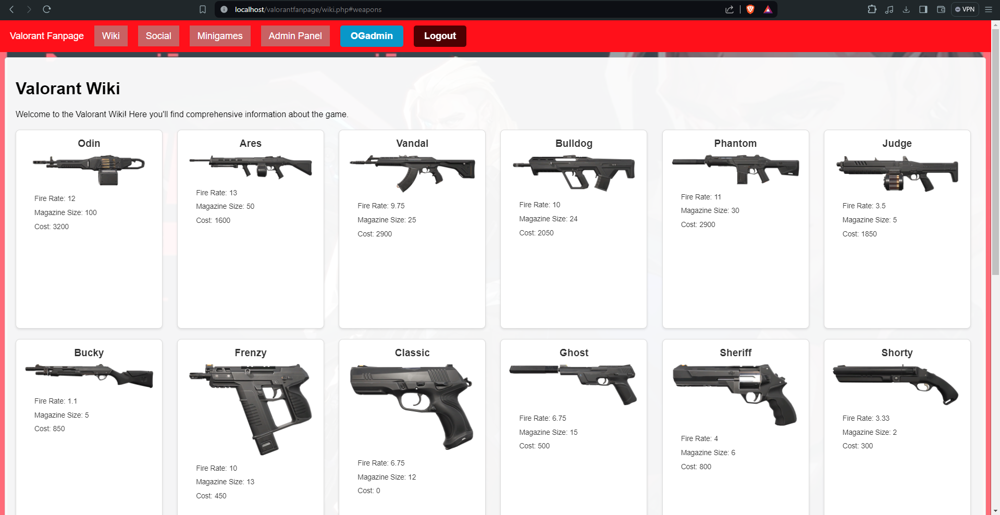 localhost/valorantfanpage/wiki.php#weapons
VPN
Valorant Fanpage Wiki Social Minigames Admin Panel OGadmin Logout
Valorant Wiki
Welcome to the Valorant Wiki! Here you'll find comprehensive information about the game.
Odin
Fire Rate: 12
Magazine Size: 100
Cost: 3200
Ares
Fire Rate: 13
Magazine Size: 50
Cost: 1600
Vandal
Fire Rate: 9.75
Magazine Size: 25
Cost: 2900
Bulldog
Fire Rate: 10
Magazine Size: 24
Cost: 2050
Phantom
Fire Rate: 11
Magazine Size: 30
Cost: 2900
Judge
Fire Rate: 3.5
Magazine Size: 5
Cost: 1850
Bucky
Fire Rate: 1.1
Magazine Size: 5
Cost: 850
Frenzy
Fire Rate: 10
Magazine Size: 13
Cost: 450
Classic
Fire Rate: 6.75
Magazine Size: 12
Cost: 0
Ghost
Fire Rate: 6.75
Magazine Size: 15
Cost: 500
Sheriff
Fire Rate: 4
Magazine Size: 6
Cost: 800
Shorty
Fire Rate: 3.33
Magazine Size: 2
Cost: 300